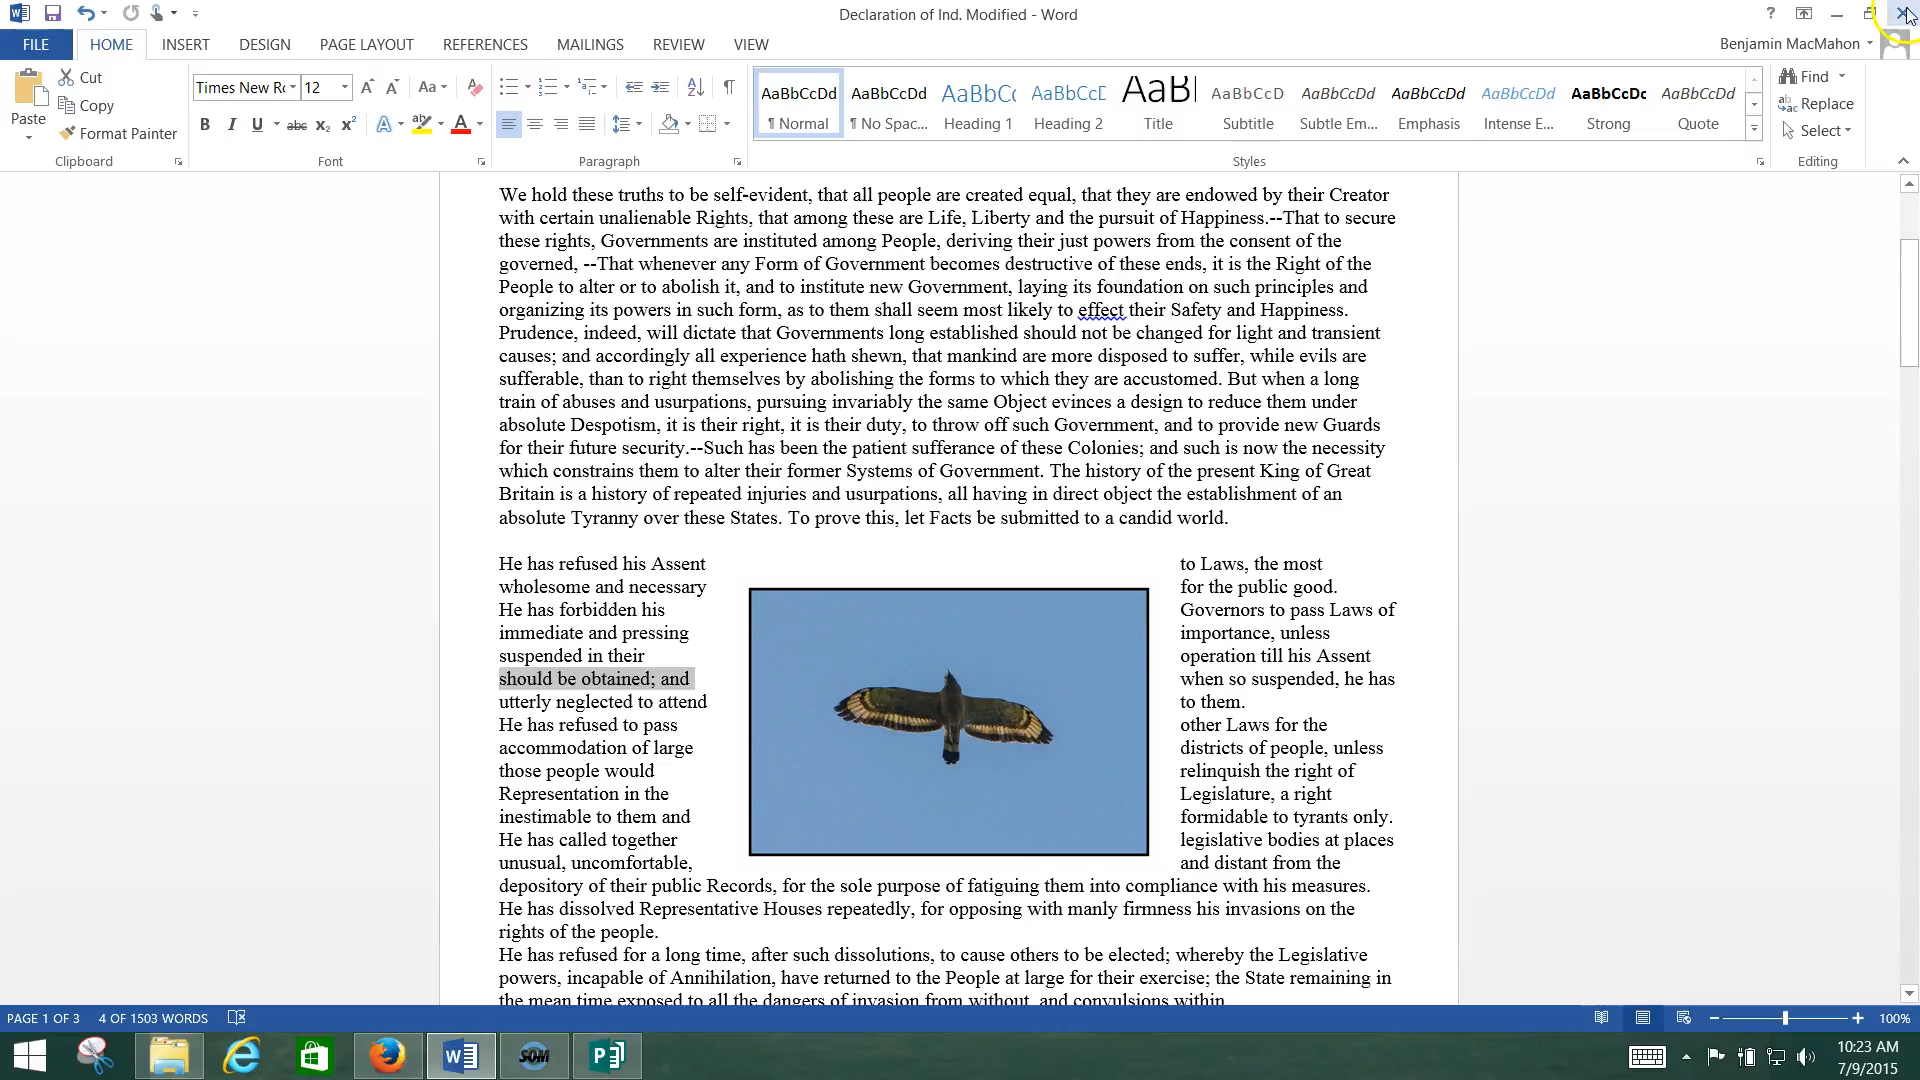 Declaration of Ind. Modified - Word
?
FILE HOME INSERT DESIGN PAGE LAYOUT REFERENCES MAILINGS REVIEW VIEW
Benjamin MacMahon
Paste
Cut
Copy
Format Painter
Clipboard
Times New Ro 12
Font
Paragraph
AaBbCcDd AaBbCcDd AaBbCc AaBbCcD AaB AaBbCcD AaBbCcDd AaBbCcDd AaBbCcDd AaBbCcDc AaBbCcDd
¶ Normal ¶ No Spac... Heading 1 Heading 2 Title Subtitle Subtle Em... Emphasis Intense E... Strong Quote
Styles
Find
Replace
Select
Editing
We hold these truths to be self-evident, that all people are created equal, that they are endowed by their Creator
with certain unalienable Rights, that among these are Life, Liberty and the pursuit of Happiness.--That to secure
these rights, Governments are instituted among People, deriving their just powers from the consent of the
governed, --That whenever any Form of Government becomes destructive of these ends, it is the Right of the
People to alter or to abolish it, and to institute new Government, laying its foundation on such principles and
organizing its powers in such form, as to them shall seem most likely to effect their Safety and Happiness.
Prudence, indeed, will dictate that Governments long established should not be changed for light and transient
causes; and accordingly all experience hath shewn, that mankind are more disposed to suffer, while evils are
sufferable, than to right themselves by abolishing the forms to which they are accustomed. But when a long
train of abuses and usurpations, pursuing invariably the same Object evinces a design to reduce them under
absolute Despotism, it is their right, it is their duty, to throw off such Government, and to provide new Guards
for their future security.--Such has been the patient sufferance of these Colonies; and such is now the necessity
which constrains them to alter their former Systems of Government. The history of the present King of Great
Britain is a history of repeated injuries and usurpations, all having in direct object the establishment of an
absolute Tyranny over these States. To prove this, let Facts be submitted to a candid world.
He has refused his Assent to Laws, the most
wholesome and necessary for the public good.
He has forbidden his Governors to pass Laws of
immediate and pressing importance, unless
suspended in their operation till his Assent
should be obtained; and when so suspended, he has
utterly neglected to attend to them.
He has refused to pass other Laws for the
accommodation of large districts of people, unless
those people would relinquish the right of
Representation in the Legislature, a right
inestimable to them and formidable to tyrants only.
He has called together legislative bodies at places
unusual, uncomfortable, and distant from the
depository of their public Records, for the sole purpose of fatiguing them into compliance with his measures.
He has dissolved Representative Houses repeatedly, for opposing with manly firmness his invasions on the
rights of the people.
He has refused for a long time, after such dissolutions, to cause others to be elected; whereby the Legislative
powers, incapable of Annihilation, have returned to the People at large for their exercise; the State remaining in
the mean time exposed to all the dangers of invasion from without, and convulsions within.
PAGE 1 OF 3 4 OF 1503 WORDS 100%
SOM
10:23 AM
7/9/2015